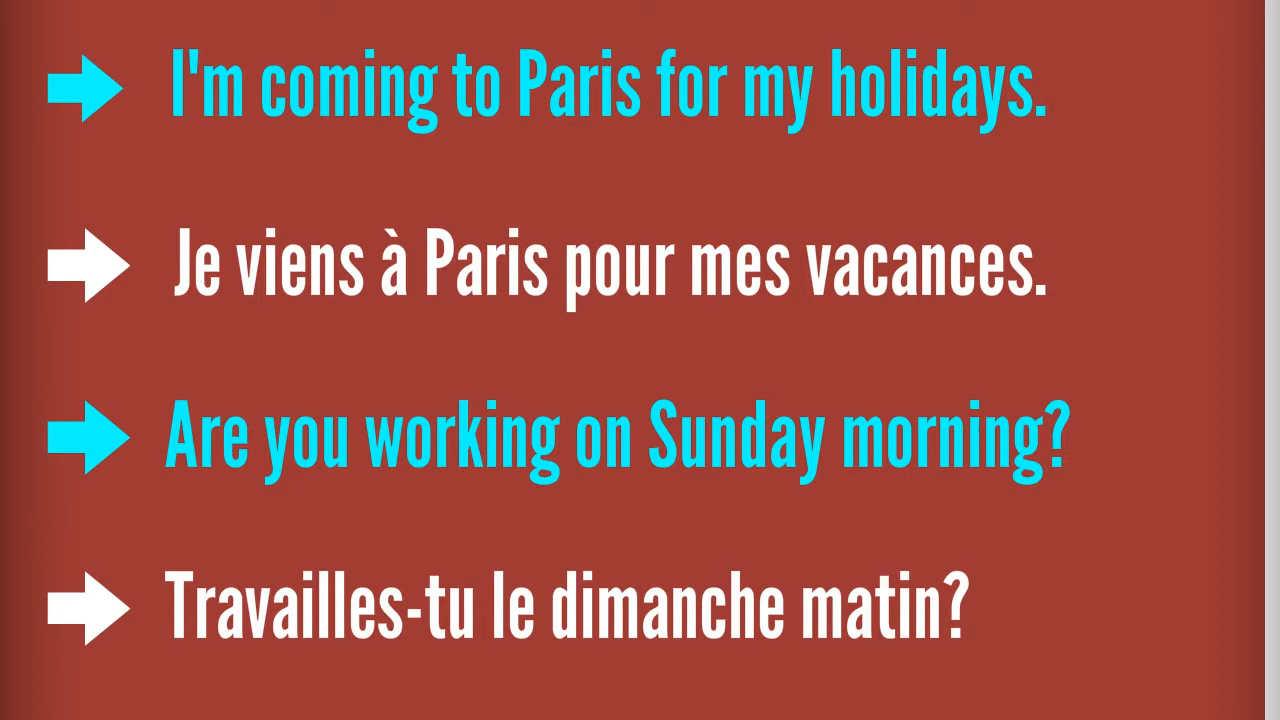 I'm coming to Paris for my holidays.
Je viens à Paris pour mes vacances.
Are you working on Sunday morning?
Travailles-tu le dimanche matin?